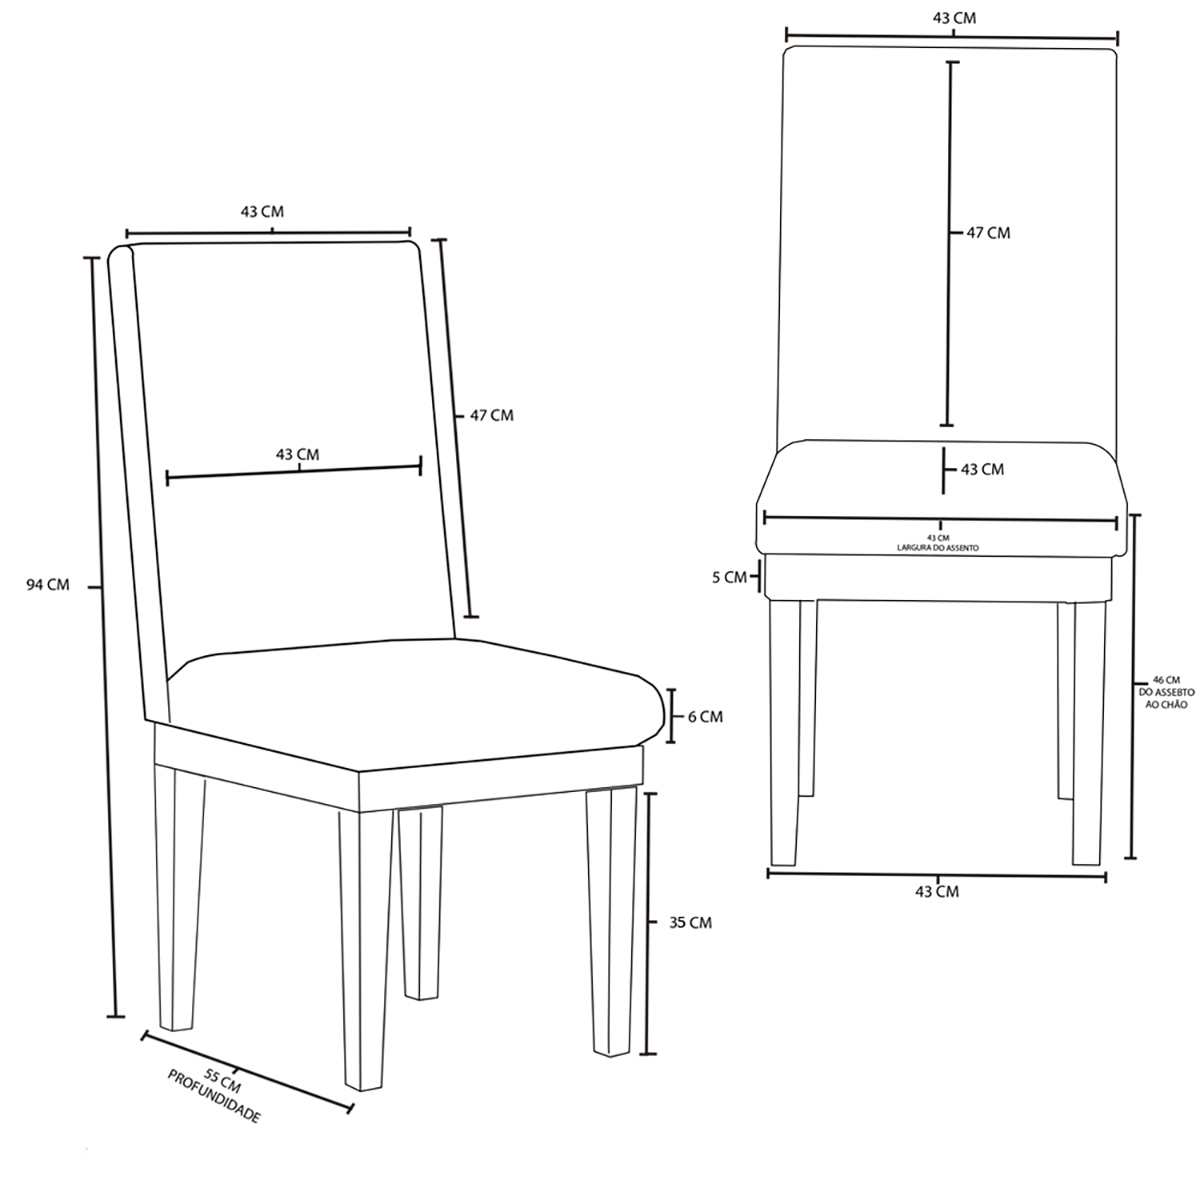 43 CM
43 CM
47 CM
47 CM
43 CM
43 CM
43 CM
LARGURA DO ASSENTO
5 CM
94 CM
46 CM
DO ASSEBTO
AO CHÃO
6 CM
43 CM
35 CM
55 CM
PROFUNDIDADE